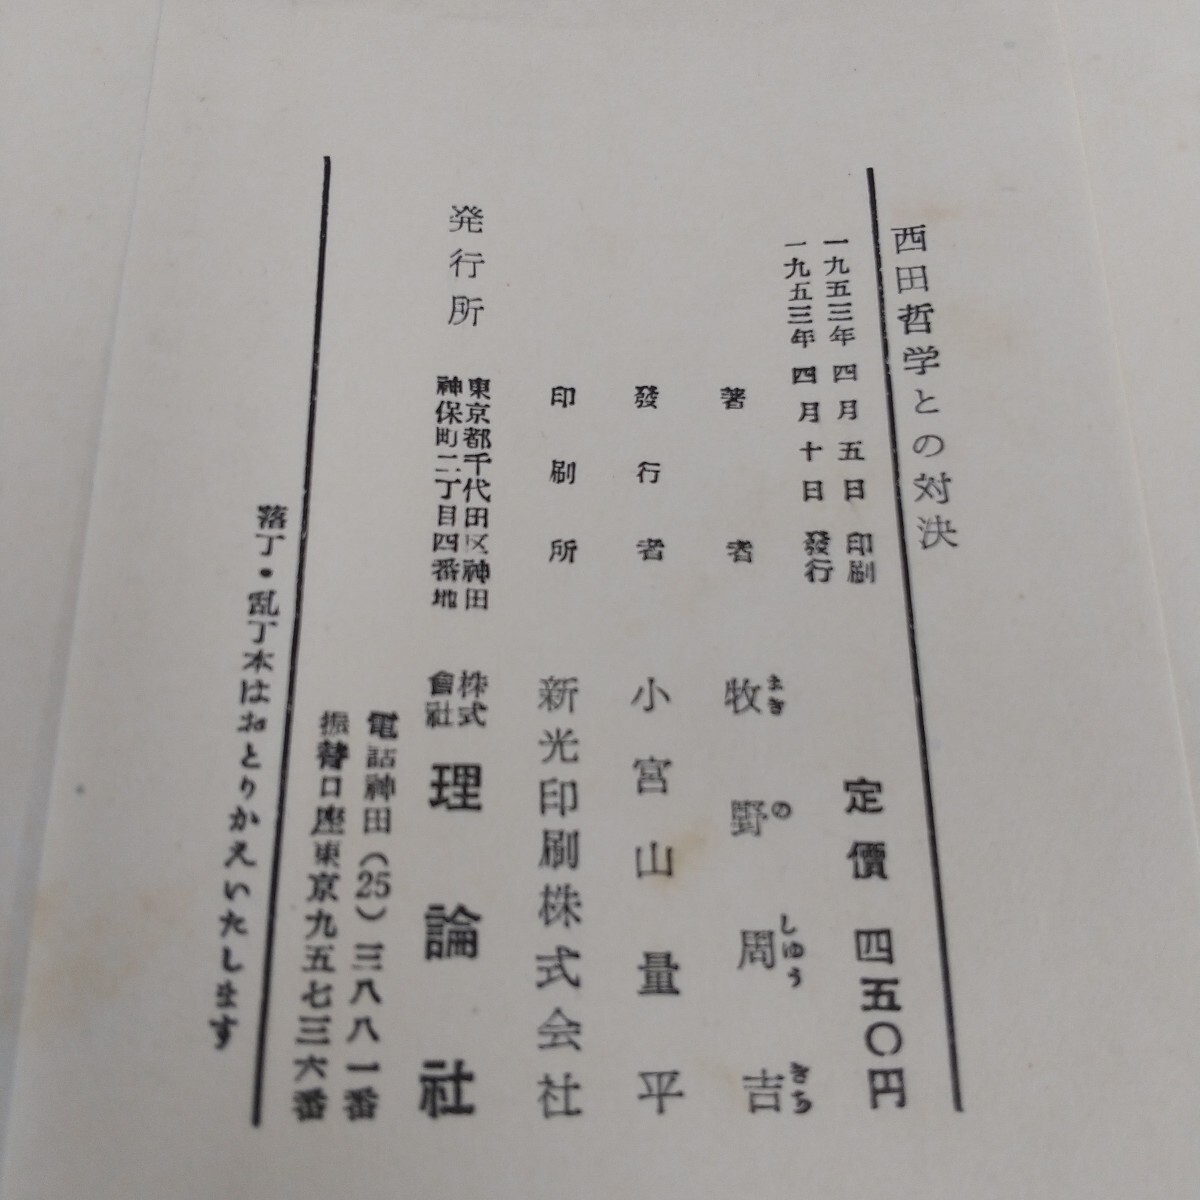 西田哲学との対決
一九五三年四月五日 印刷
一九五三年四月十日 發行
定價 四五〇円
著者 牧野周吉
まきのしゆうきち
發行者 小宮山量平
印刷所 新光印刷株式会社
発行所 東京都千代田区神田
神保町二丁目四番地
株式會社 理論社
電話神田(25)三八八一番
振替口座東京九五七三六番
落丁・乱丁本はおとりかえいたします